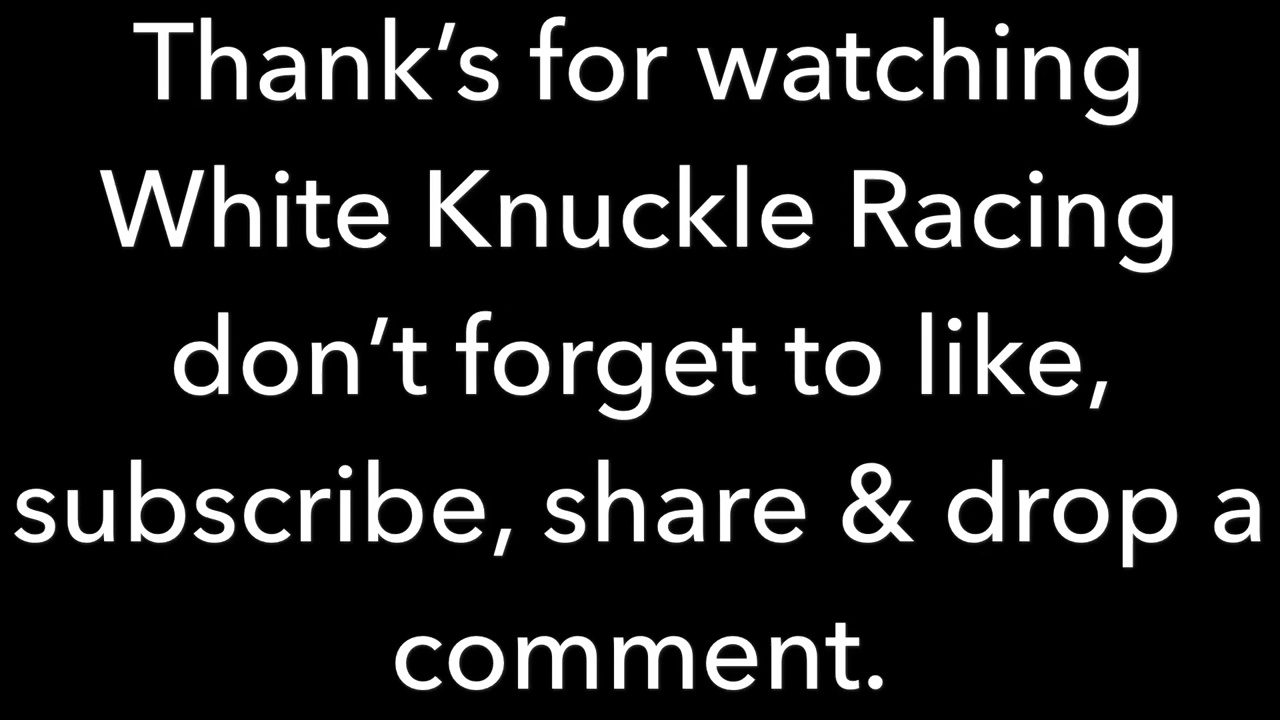 Thank’s for watching
White Knuckle Racing
don’t forget to like,
subscribe, share & drop a
comment.